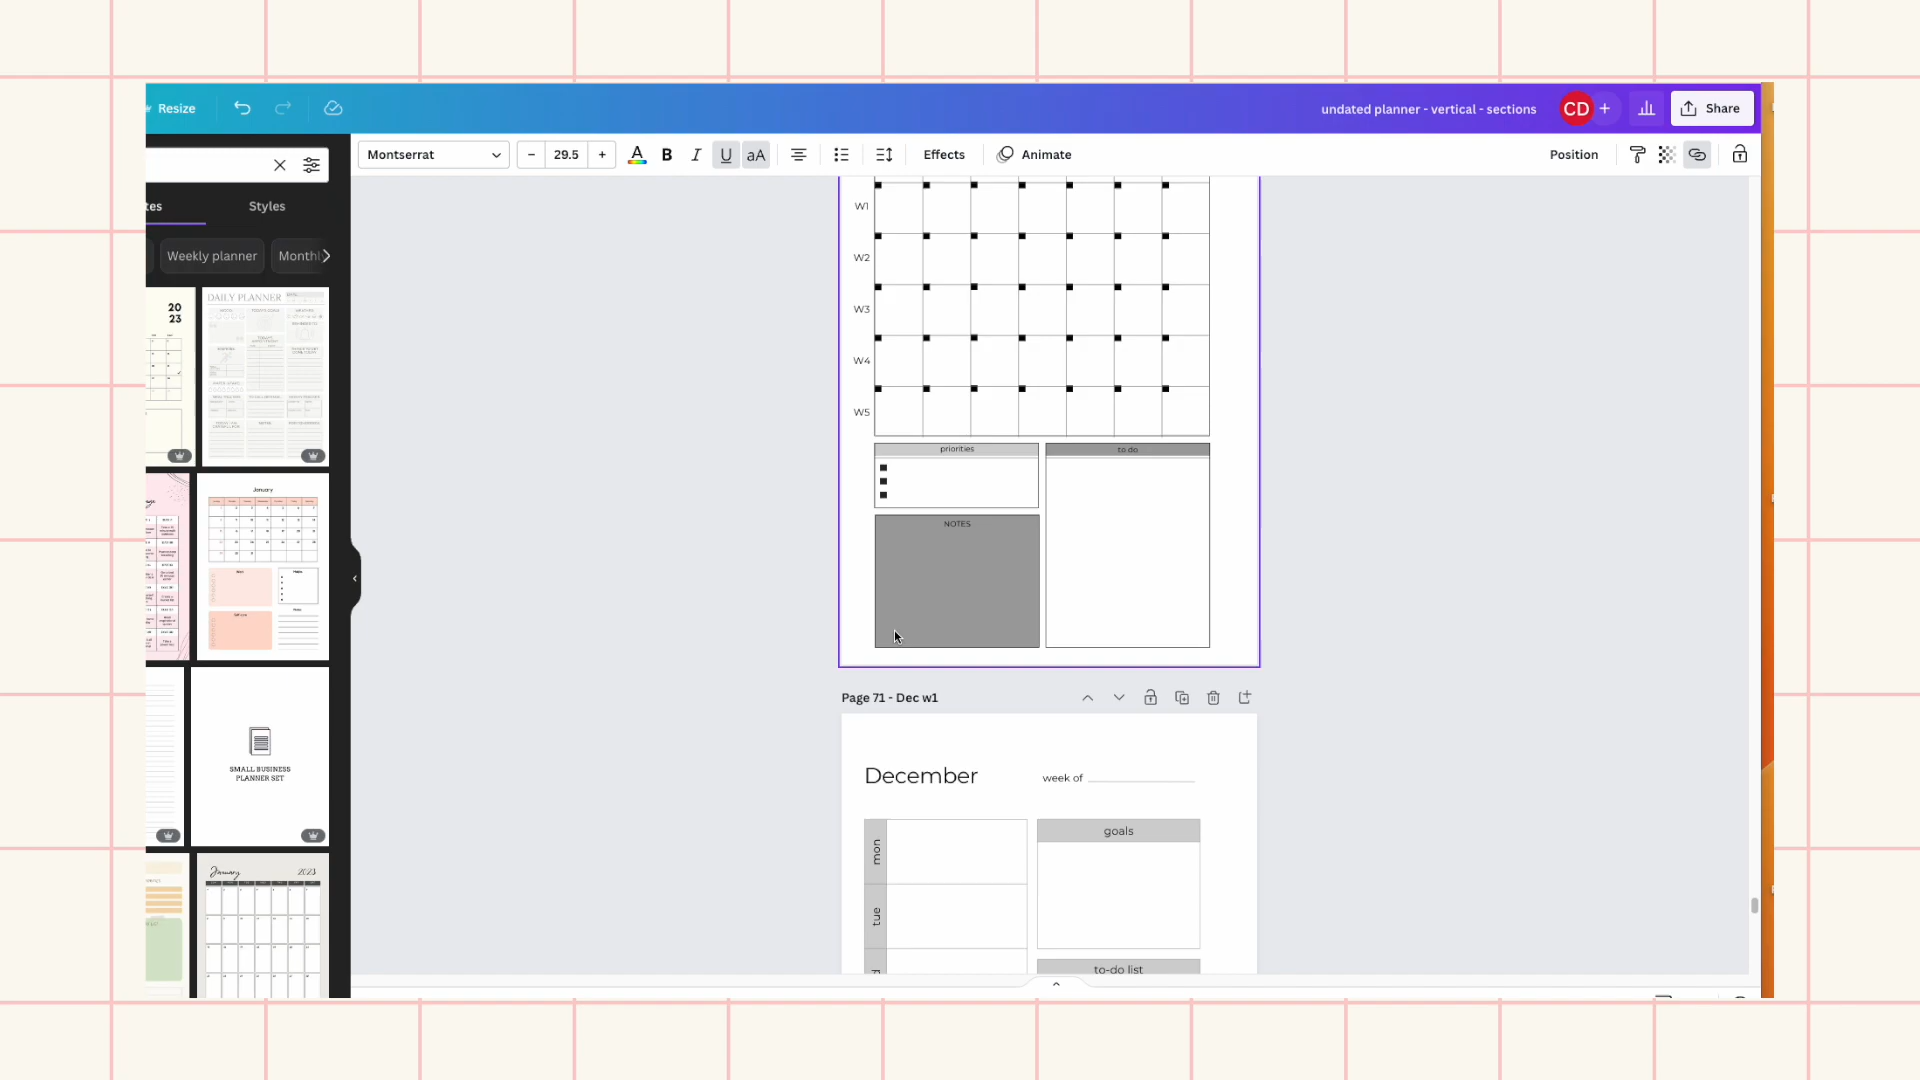 Resize
undated planner - vertical - sections
CD
Share
Montserrat
29.5
A
B
I
U
aA
Effects
Animate
Position
tes
Styles
Weekly planner
Monthl
20
23
DAILY PLANNER
January
SMALL BUSINESS
PLANNER SET
January 2023
W1
W2
W3
W4
W5
priorities
to do
NOTES
Page 71 - Dec w1
December
week of
mon
tue
goals
to-do list